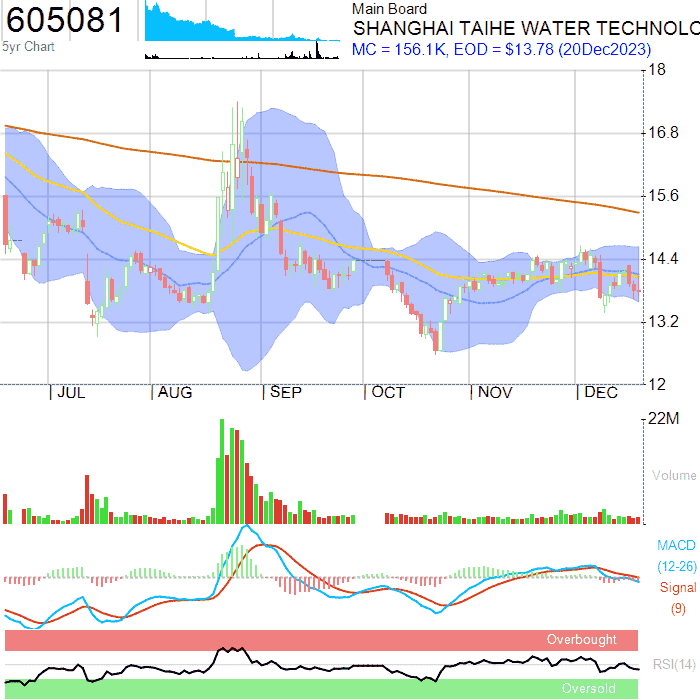 605081
5yr Chart
Main Board
SHANGHAI TAIHE WATER TECHNOLO
MC = 156.1K, EOD = $13.78 (20Dec2023)
18
16.8
15.6
14.4
13.2
12
JUL AUG SEP OCT NOV DEC
22M
Volume
MACD
(12-26)
Signal
(9)
Overbought
RSI(14)
Oversold